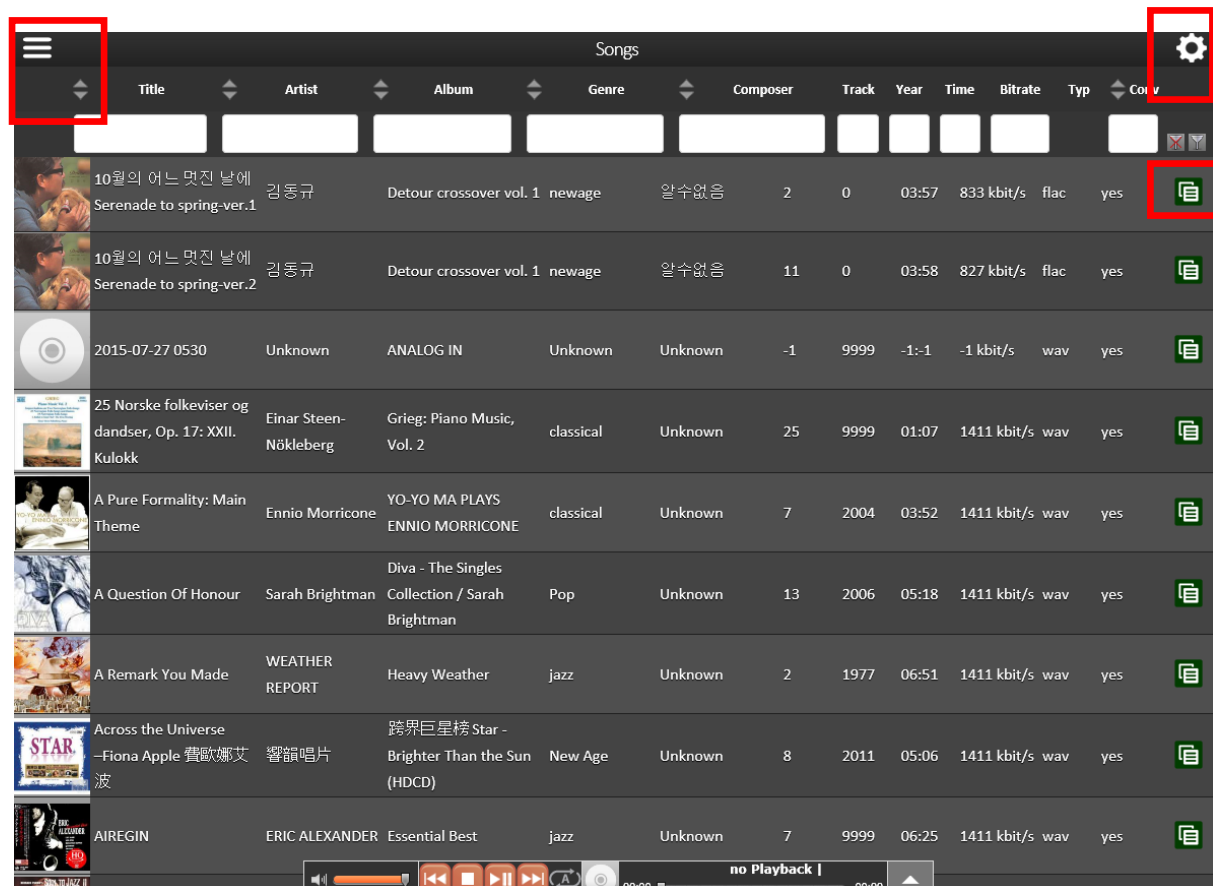 Songs
Title Artist Album Genre Composer Track Year Time Bitrate Typ Conv
10월의 어느 멋진 날에
Serenade to spring-ver.1
김동규
Detour crossover vol. 1
newage
알수없음
2
0
03:57
833 kbit/s
flac
yes
10월의 어느 멋진 날에
Serenade to spring-ver.2
김동규
Detour crossover vol. 1
newage
알수없음
11
0
03:58
827 kbit/s
flac
yes
2015-07-27 0530
Unknown
ANALOG IN
Unknown
Unknown
-1
9999
-1:-1
-1 kbit/s
wav
yes
25 Norske folkeviser og
dandser, Op. 17: XXII.
Kulokk
Einar Steen-
Nökleberg
Grieg: Piano Music,
Vol. 2
classical
Unknown
25
9999
01:07
1411 kbit/s
wav
yes
A Pure Formality: Main
Theme
Ennio Morricone
YO-YO MA PLAYS
ENNIO MORRICONE
classical
Unknown
7
2004
03:52
1411 kbit/s
wav
yes
DIVA
A Question Of Honour
Sarah Brightman
Diva - The Singles
Collection / Sarah
Brightman
Pop
Unknown
13
2006
05:18
1411 kbit/s
wav
yes
A Remark You Made
WEATHER
REPORT
Heavy Weather
jazz
Unknown
2
1977
06:51
1411 kbit/s
wav
yes
STAR
Across the Universe
–Fiona Apple 費歐娜艾
波
響韻唱片
跨界巨星榜 Star -
Brighter Than the Sun
(HDCD)
New Age
Unknown
8
2011
05:06
1411 kbit/s
wav
yes
ERIC
ALEXANDER
HQ
AIREGIN
ERIC ALEXANDER
Essential Best
jazz
Unknown
7
9999
06:25
1411 kbit/s
wav
yes
A
no Playback |
00:00
00:00